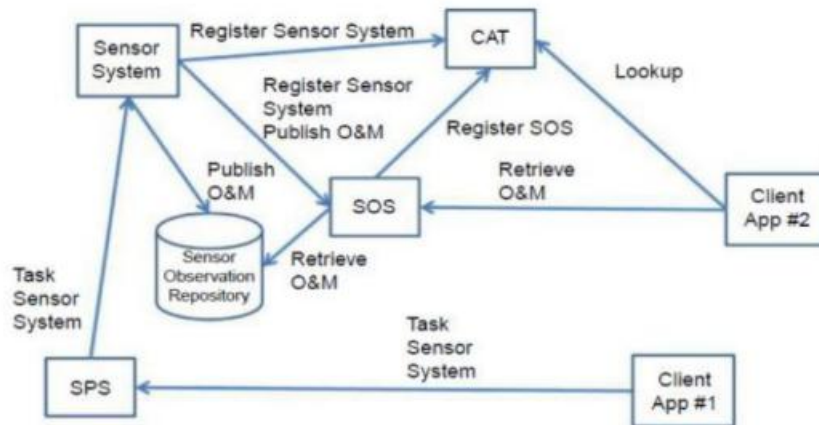 Register Sensor System
CAT
Sensor
System
Lookup
Register Sensor
System
Publish O&M
Register SOS
Publish
O&M
Retrieve
O&M
SOS
Client
App #2
Sensor
Observation
Repository
Retrieve
O&M
Task
Sensor
System
Task
Sensor
System
SPS
Client
App #1